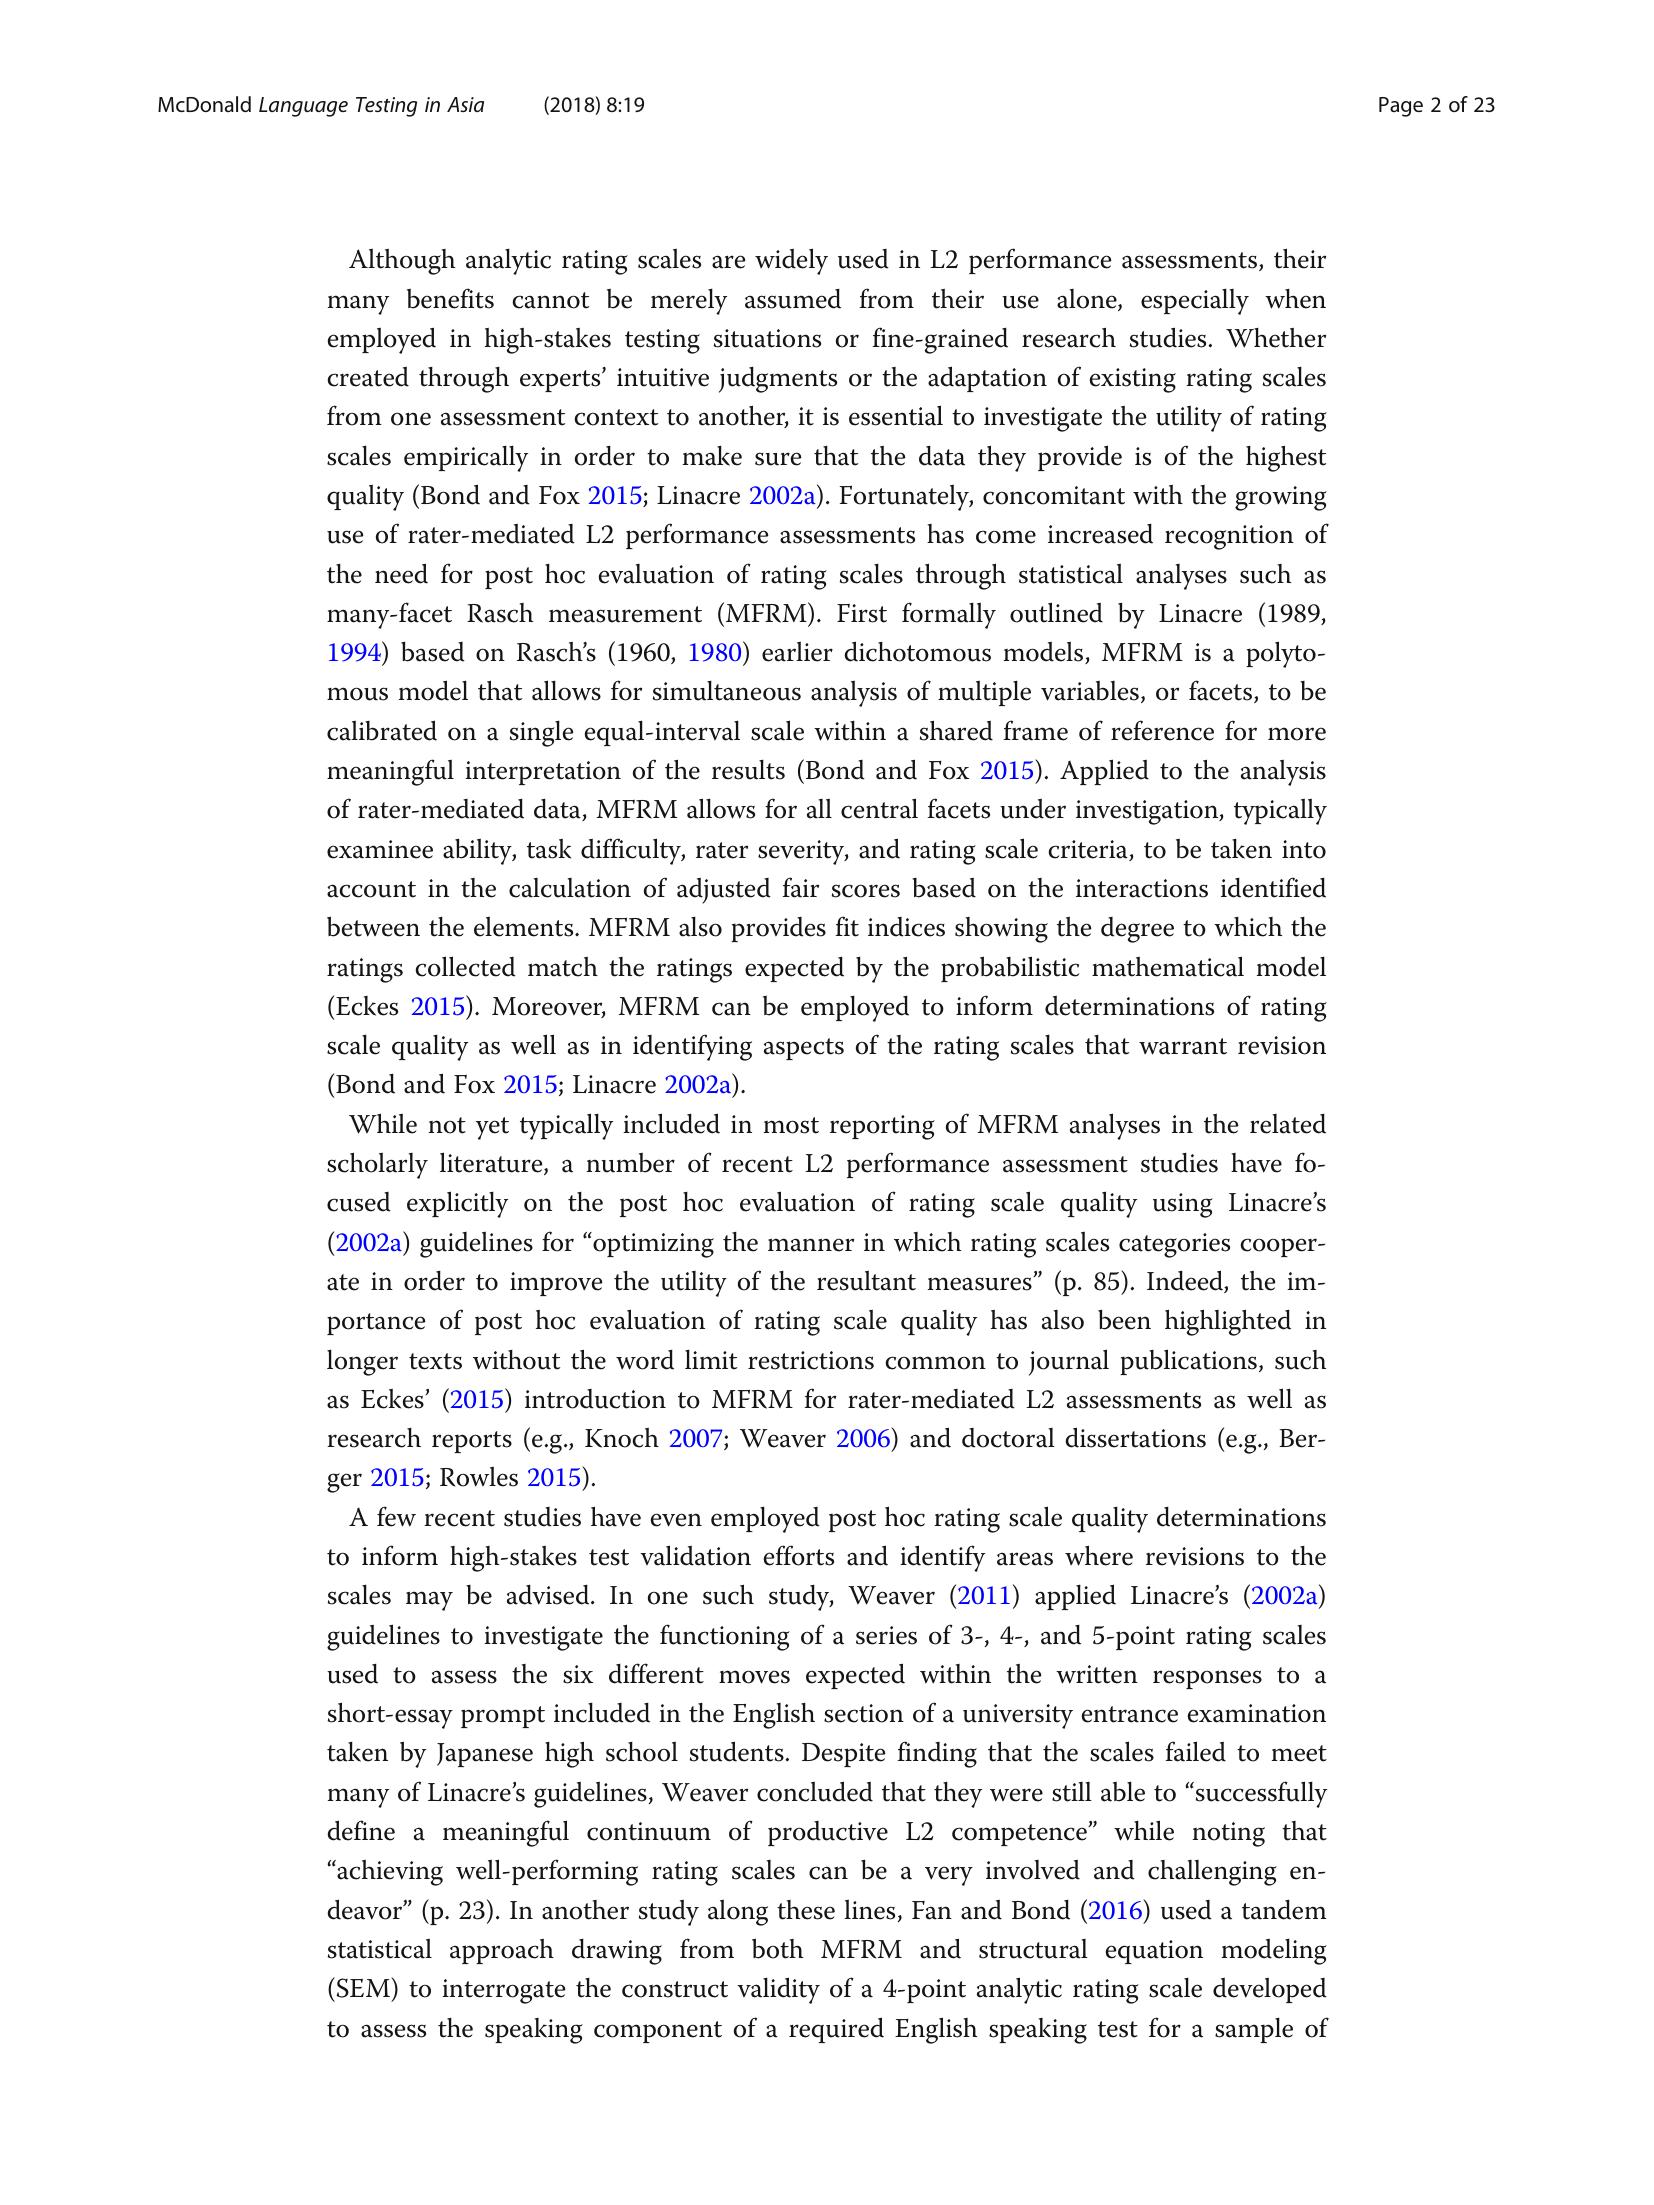 McDonald Language Testing in Asia (2018) 8:19 Page 2 of 23
Although analytic rating scales are widely used in L2 performance assessments, their
many benefits cannot be merely assumed from their use alone, especially when
employed in high-stakes testing situations or fine-grained research studies. Whether
created through experts’ intuitive judgments or the adaptation of existing rating scales
from one assessment context to another, it is essential to investigate the utility of rating
scales empirically in order to make sure that the data they provide is of the highest
quality (Bond and Fox 2015; Linacre 2002a). Fortunately, concomitant with the growing
use of rater-mediated L2 performance assessments has come increased recognition of
the need for post hoc evaluation of rating scales through statistical analyses such as
many-facet Rasch measurement (MFRM). First formally outlined by Linacre (1989,
1994) based on Rasch’s (1960, 1980) earlier dichotomous models, MFRM is a polyto-
mous model that allows for simultaneous analysis of multiple variables, or facets, to be
calibrated on a single equal-interval scale within a shared frame of reference for more
meaningful interpretation of the results (Bond and Fox 2015). Applied to the analysis
of rater-mediated data, MFRM allows for all central facets under investigation, typically
examinee ability, task difficulty, rater severity, and rating scale criteria, to be taken into
account in the calculation of adjusted fair scores based on the interactions identified
between the elements. MFRM also provides fit indices showing the degree to which the
ratings collected match the ratings expected by the probabilistic mathematical model
(Eckes 2015). Moreover, MFRM can be employed to inform determinations of rating
scale quality as well as in identifying aspects of the rating scales that warrant revision
(Bond and Fox 2015; Linacre 2002a).
While not yet typically included in most reporting of MFRM analyses in the related
scholarly literature, a number of recent L2 performance assessment studies have fo-
cused explicitly on the post hoc evaluation of rating scale quality using Linacre’s
(2002a) guidelines for “optimizing the manner in which rating scales categories cooper-
ate in order to improve the utility of the resultant measures” (p. 85). Indeed, the im-
portance of post hoc evaluation of rating scale quality has also been highlighted in
longer texts without the word limit restrictions common to journal publications, such
as Eckes’ (2015) introduction to MFRM for rater-mediated L2 assessments as well as
research reports (e.g., Knoch 2007; Weaver 2006) and doctoral dissertations (e.g., Ber-
ger 2015; Rowles 2015).
A few recent studies have even employed post hoc rating scale quality determinations
to inform high-stakes test validation efforts and identify areas where revisions to the
scales may be advised. In one such study, Weaver (2011) applied Linacre’s (2002a)
guidelines to investigate the functioning of a series of 3-, 4-, and 5-point rating scales
used to assess the six different moves expected within the written responses to a
short-essay prompt included in the English section of a university entrance examination
taken by Japanese high school students. Despite finding that the scales failed to meet
many of Linacre’s guidelines, Weaver concluded that they were still able to “successfully
define a meaningful continuum of productive L2 competence” while noting that
“achieving well-performing rating scales can be a very involved and challenging en-
deavor” (p. 23). In another study along these lines, Fan and Bond (2016) used a tandem
statistical approach drawing from both MFRM and structural equation modeling
(SEM) to interrogate the construct validity of a 4-point analytic rating scale developed
to assess the speaking component of a required English speaking test for a sample of